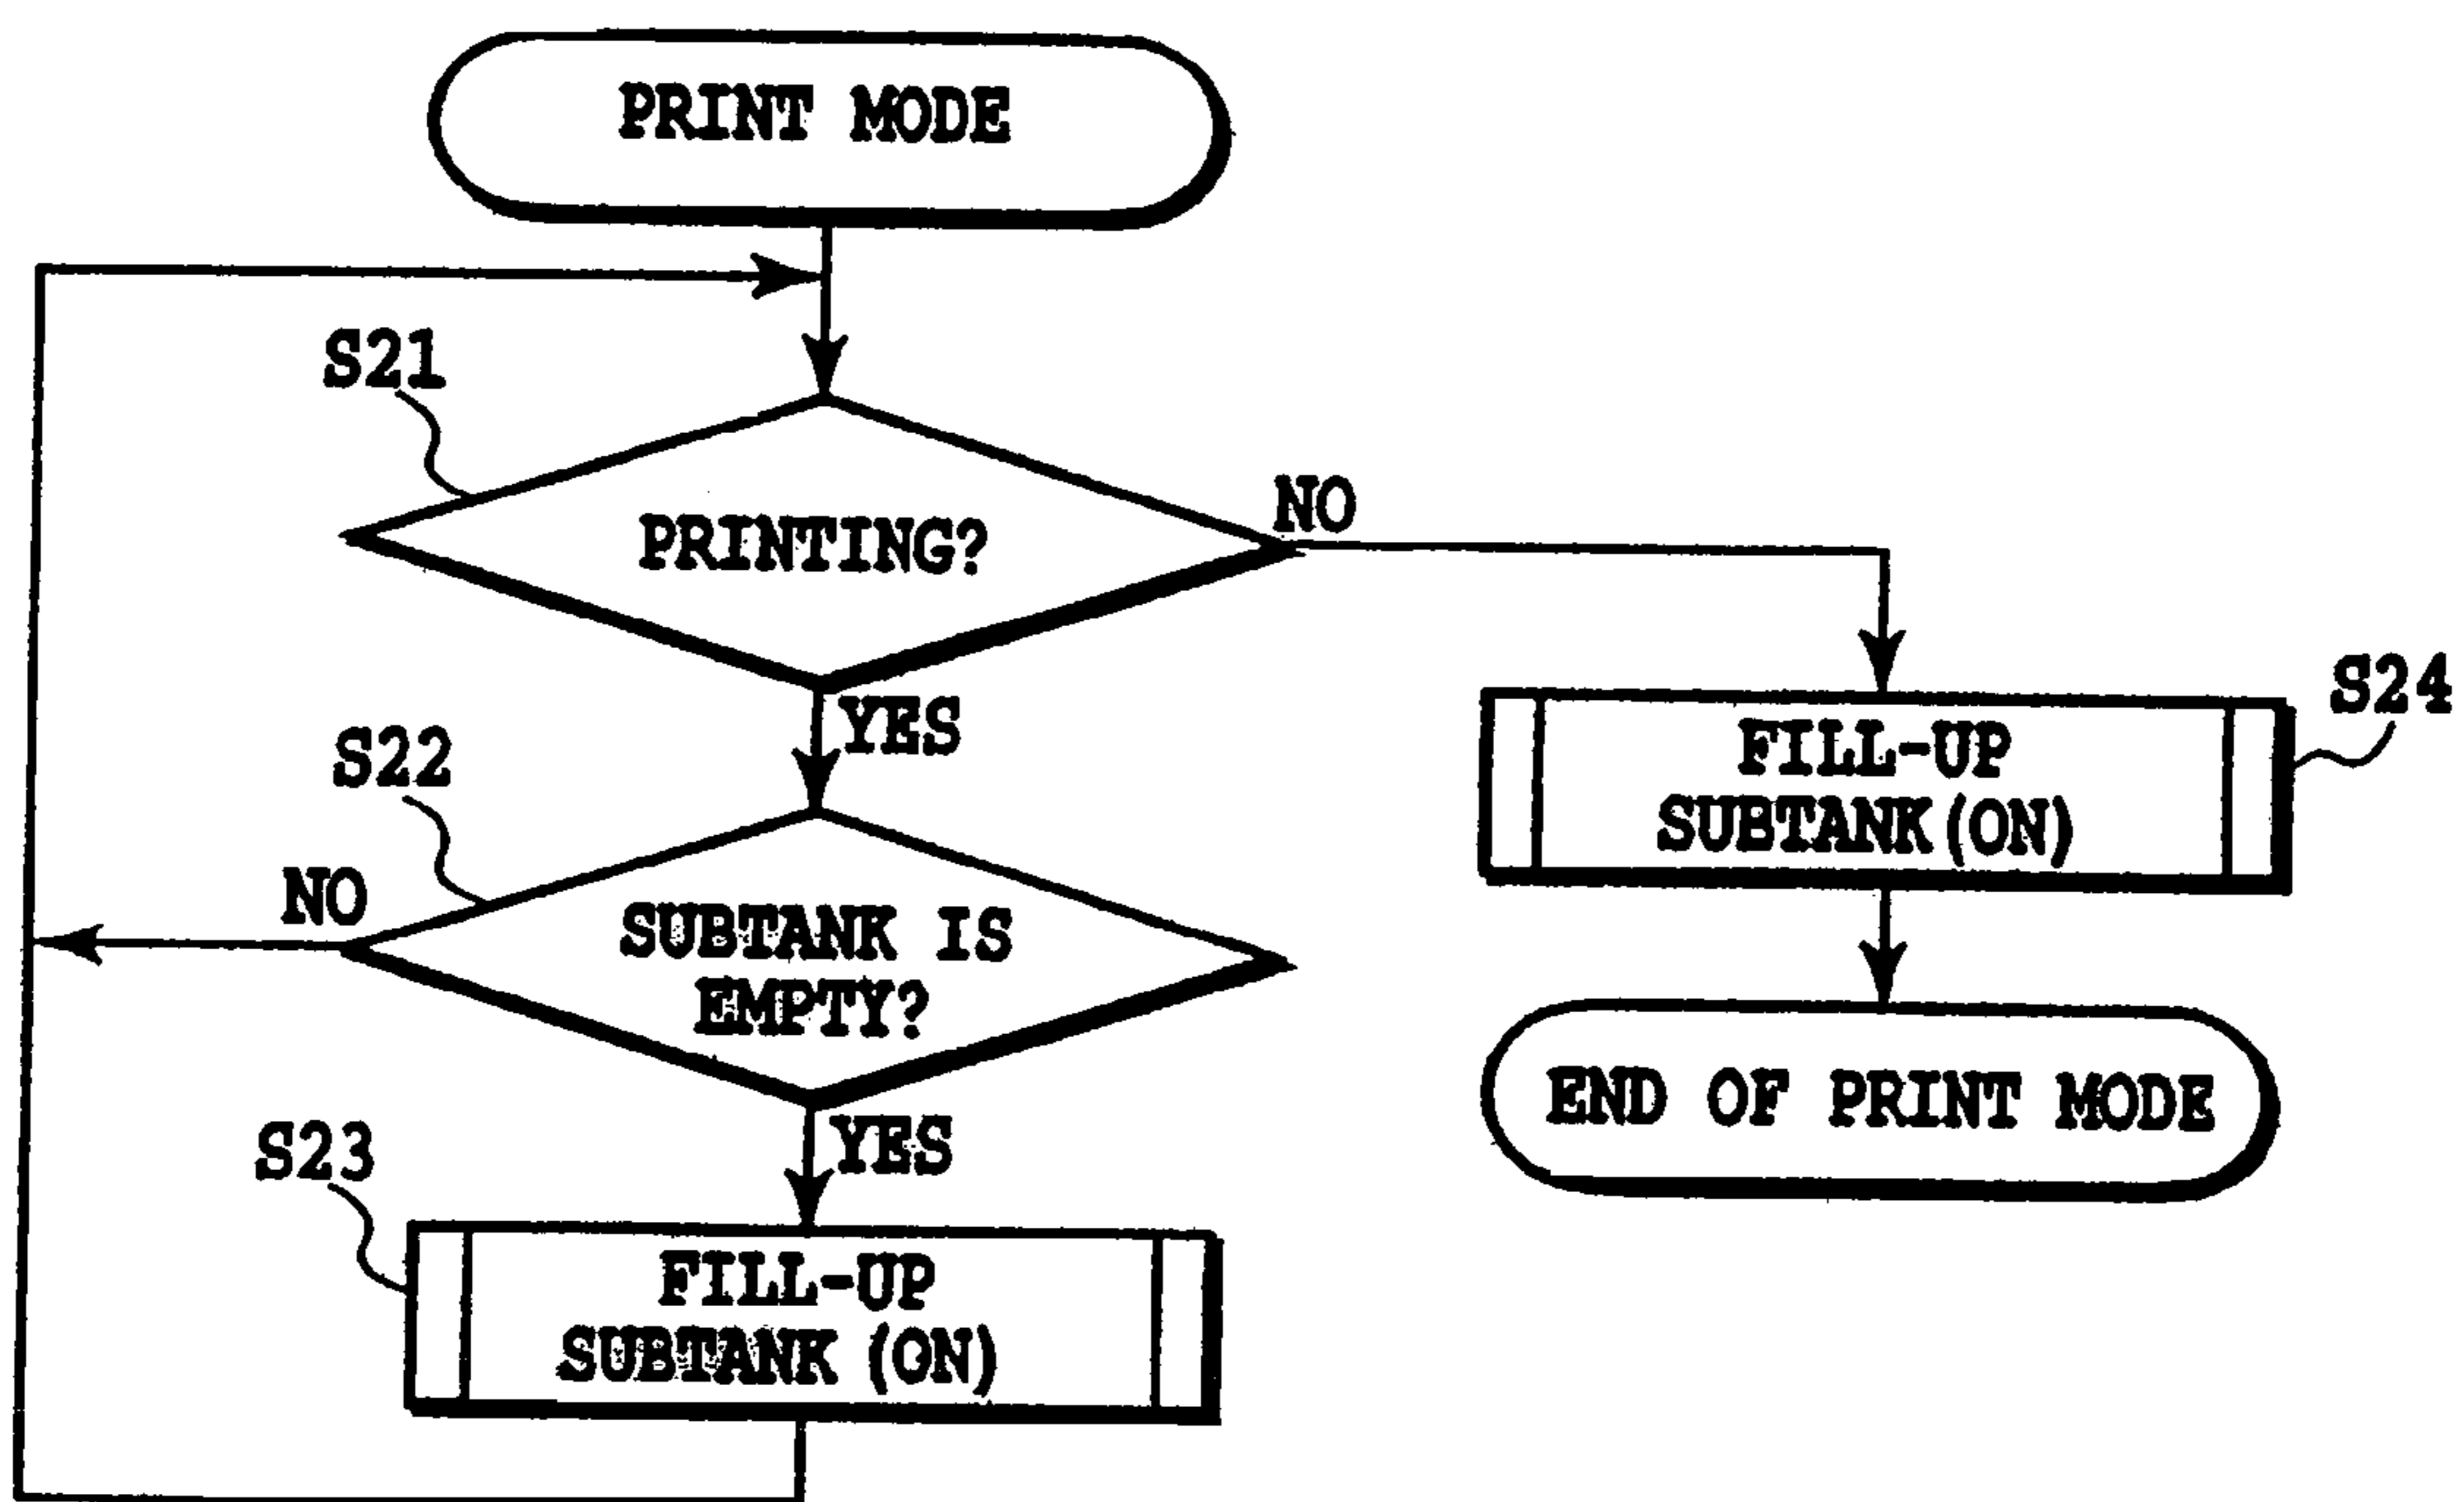 PRINT MODE
S21
PRINTING?
NO
YES
S22
NO
SUBTANK IS
EMPTY?
YES
S23
FILL-UP
SUBTANK (ON)
S24
FILL-UP
SUBTANK(ON)
END OF PRINT MODE